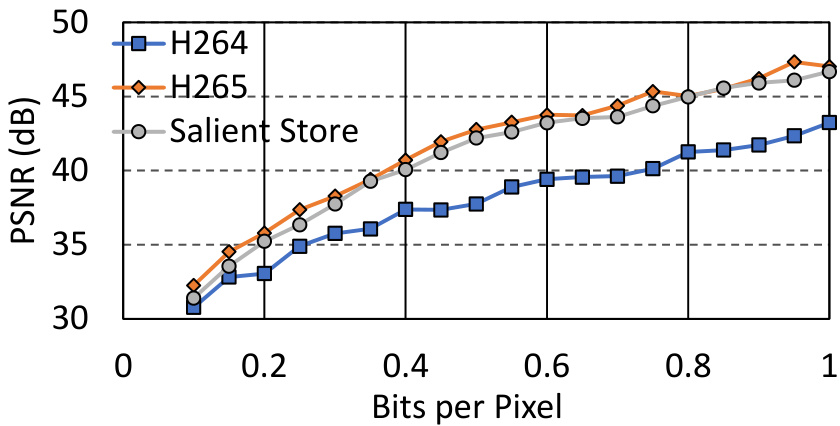 50
45
40
35
30
PSNR (dB)
H264
H265
Salient Store
0 0.2 0.4 0.6 0.8 1
Bits per Pixel